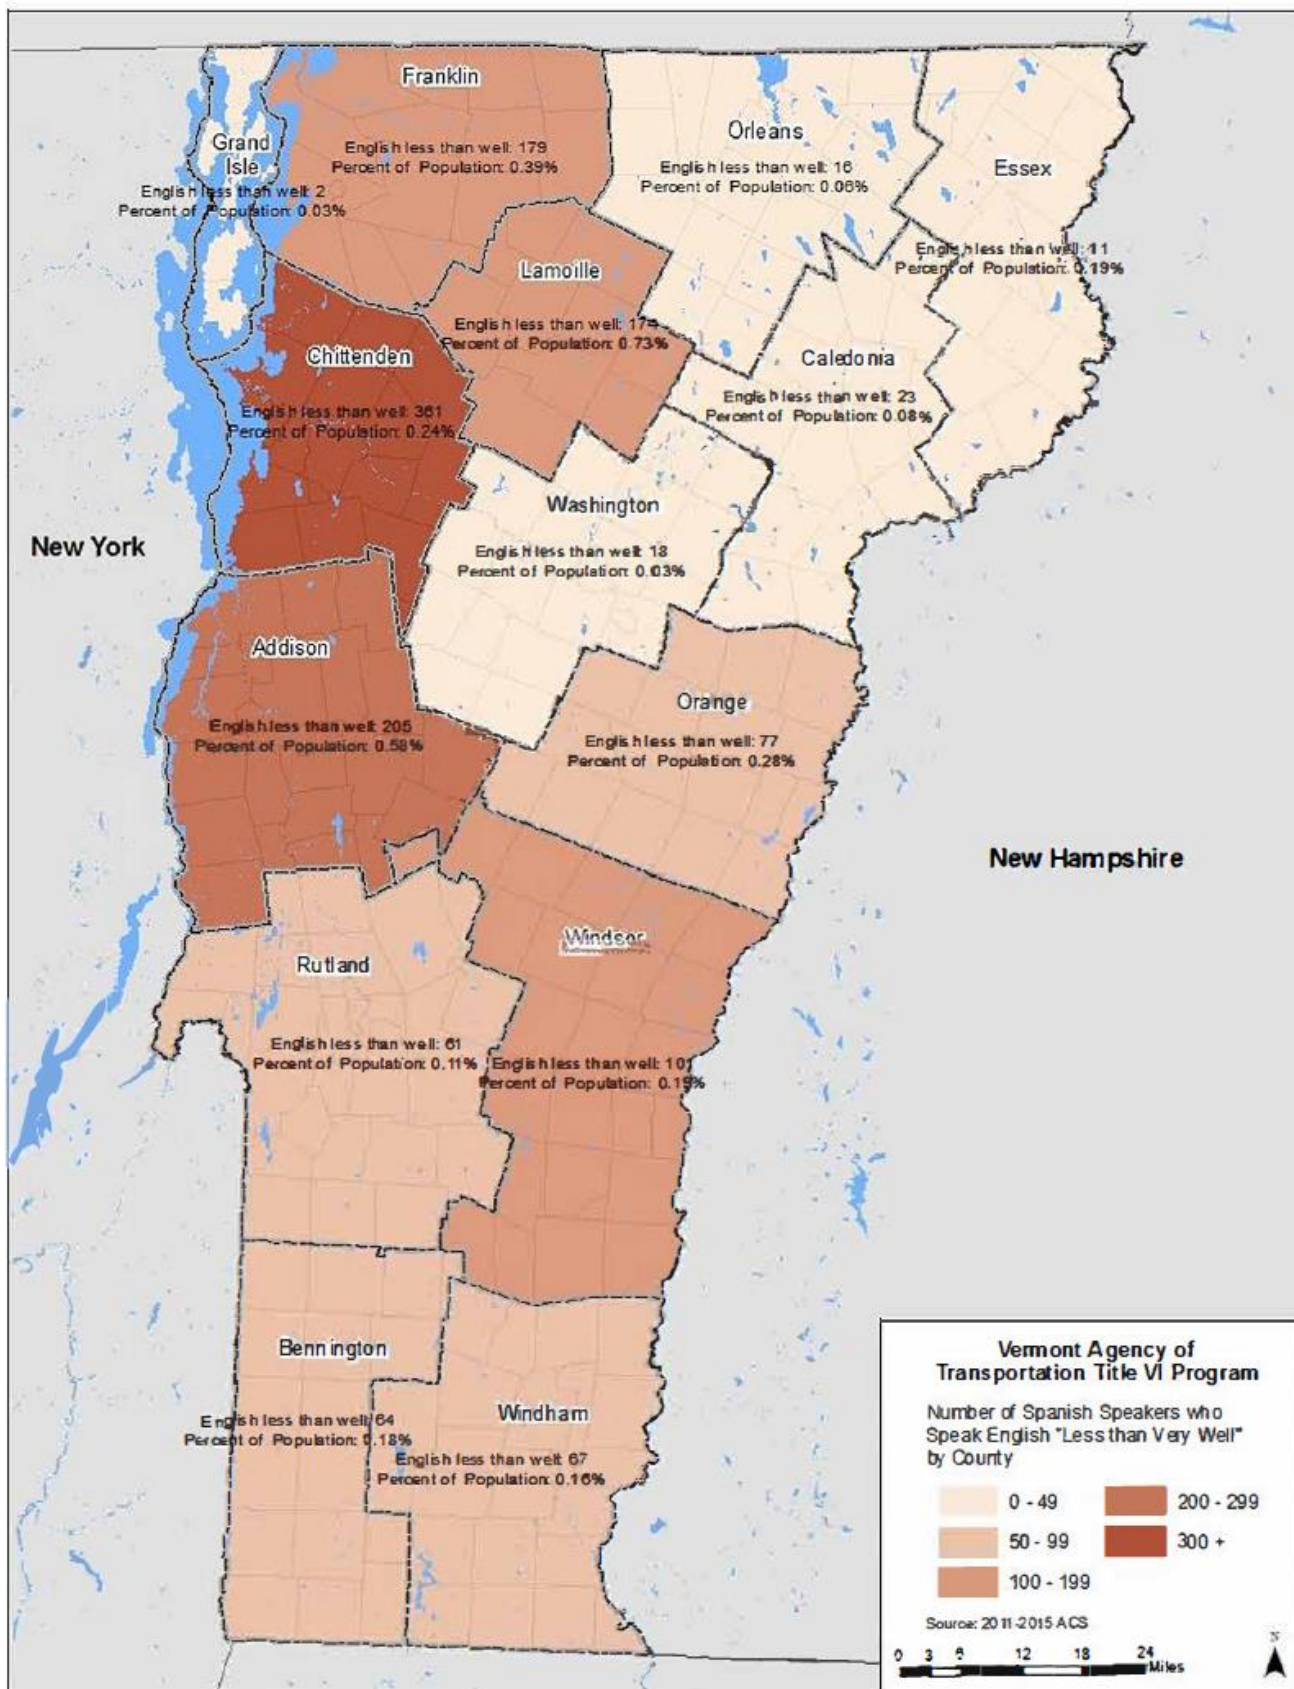 Franklin
English less than well: 179
Percent of Population: 0.39%
Grand
Isle
English less than well: 2
Percent of Population: 0.03%
Orleans
English less than well: 16
Percent of Population: 0.06%
Essex
English less than well: 11
Percent of Population: 0.19%
Lamoille
English less than well: 174
Percent of Population: 0.73%
Chittenden
English less than well: 361
Percent of Population: 0.24%
Caledonia
English less than well: 23
Percent of Population: 0.08%
Washington
English less than well: 18
Percent of Population: 0.03%
New York
Addison
English less than well: 205
Percent of Population: 0.58%
Orange
English less than well: 77
Percent of Population: 0.28%
New Hampshire
Windsor
English less than well: 101
Percent of Population:
Rutland
English less than well: 61
Percent of Population: 0.11%
Bennington
English less than well: 64
Percent of Population: 0.18%
Windham
English less than well: 67
Percent of Population: 0.16%
Vermont Agency of
Transportation Title VI Program
Number of Spanish Speakers who
Speak English "Less than Very Well"
by County
0 - 49
50 - 99
100 - 199
200 - 299
300 +
Source: 2011-2015 ACS
0 3 6 12 18 24
Miles
N